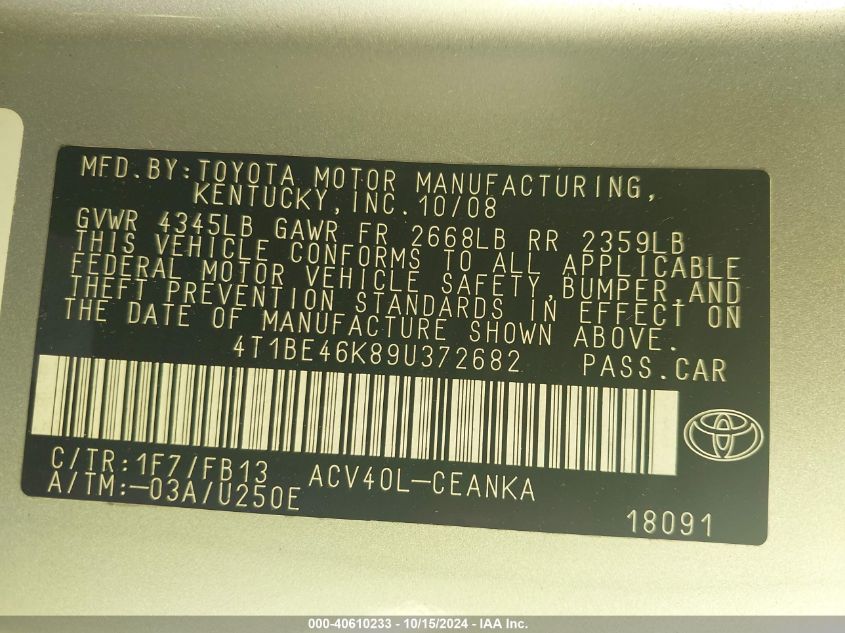 MFD.BY:TOYOTA MOTOR MANUFACTURING,
KENTUCKY, INC. 10/08
GVWR 4345LB GAWR FR 2668LB RR 2359LB
THIS VEHICLE CONFORMS TO ALL APPLICABLE
FEDERAL MOTOR VEHICLE SAFETY, BUMPER, AND
THEFT PREVENTION STANDARDS IN EFFECT ON
THE DATE OF MANUFACTURE SHOWN ABOVE.
4T1BE46K89U372682 PASS.CAR
C/TR:1F7/FB13 ACV40L-CEANKA
A/TM:-03A/U250E
18091
000-40610233 - 10/15/2024 - IAA Inc.